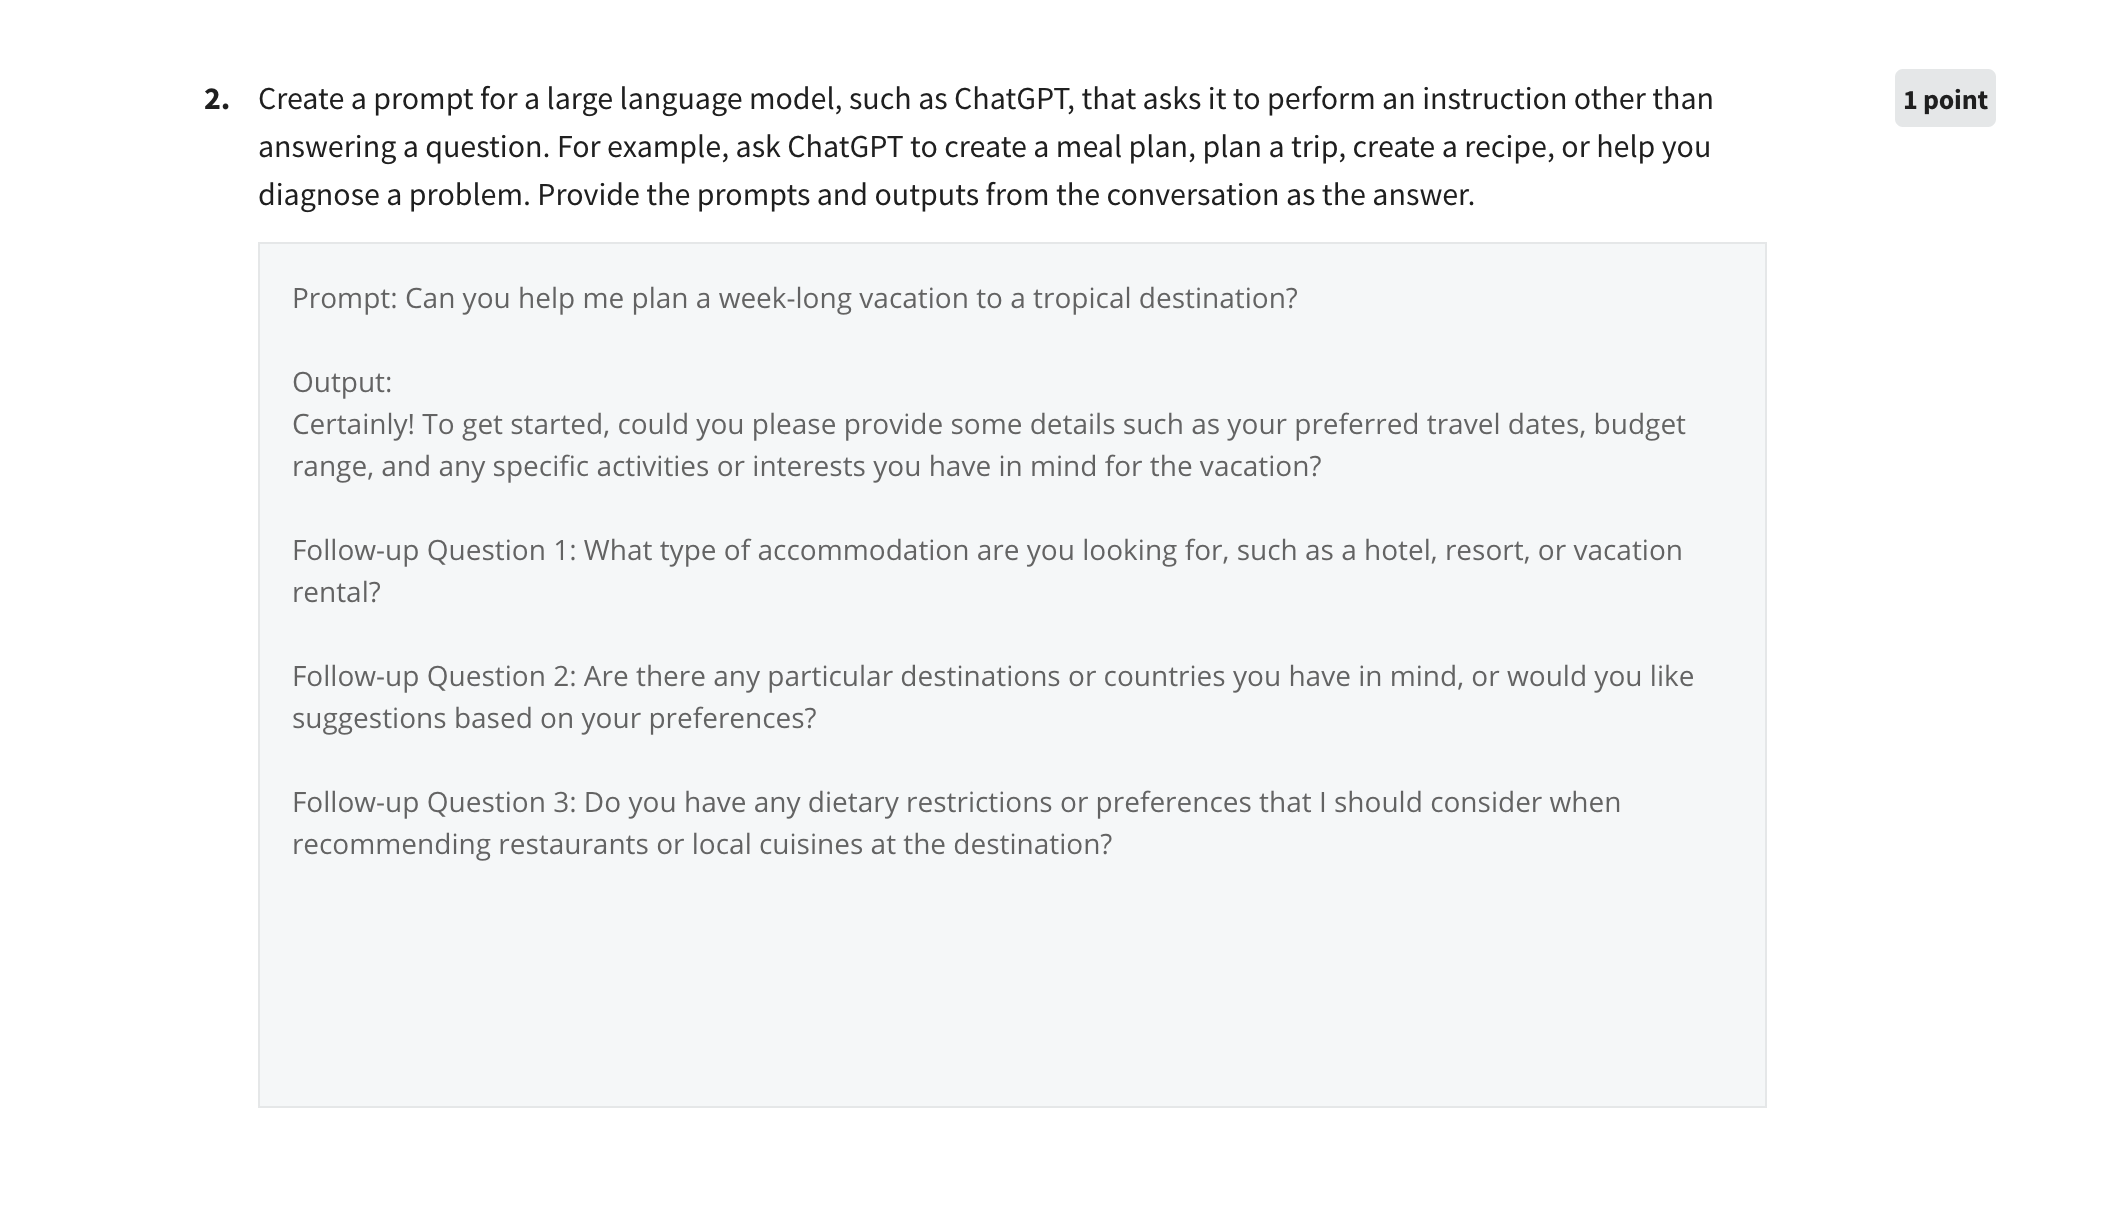 2. Create a prompt for a large language model, such as ChatGPT, that asks it to perform an instruction other than
answering a question. For example, ask ChatGPT to create a meal plan, plan a trip, create a recipe, or help you
diagnose a problem. Provide the prompts and outputs from the conversation as the answer.
1 point
Prompt: Can you help me plan a week-long vacation to a tropical destination?
Output:
Certainly! To get started, could you please provide some details such as your preferred travel dates, budget
range, and any specific activities or interests you have in mind for the vacation?
Follow-up Question 1: What type of accommodation are you looking for, such as a hotel, resort, or vacation
rental?
Follow-up Question 2: Are there any particular destinations or countries you have in mind, or would you like
suggestions based on your preferences?
Follow-up Question 3: Do you have any dietary restrictions or preferences that I should consider when
recommending restaurants or local cuisines at the destination?